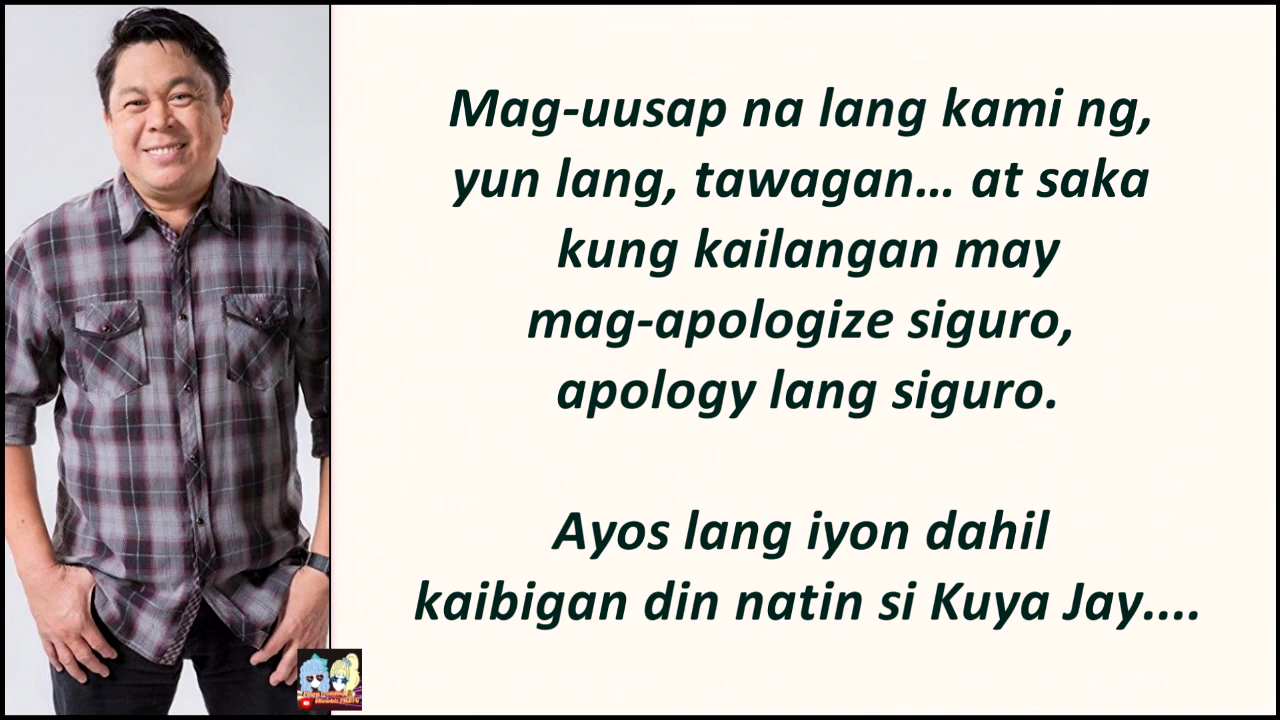 Mag-uusap na lang kami ng,
yun lang, tawagan... at saka
kung kailangan may
mag-apologize siguro,
apology lang siguro.
Ayos lang iyon dahil
kaibigan din natin si Kuya Jay....